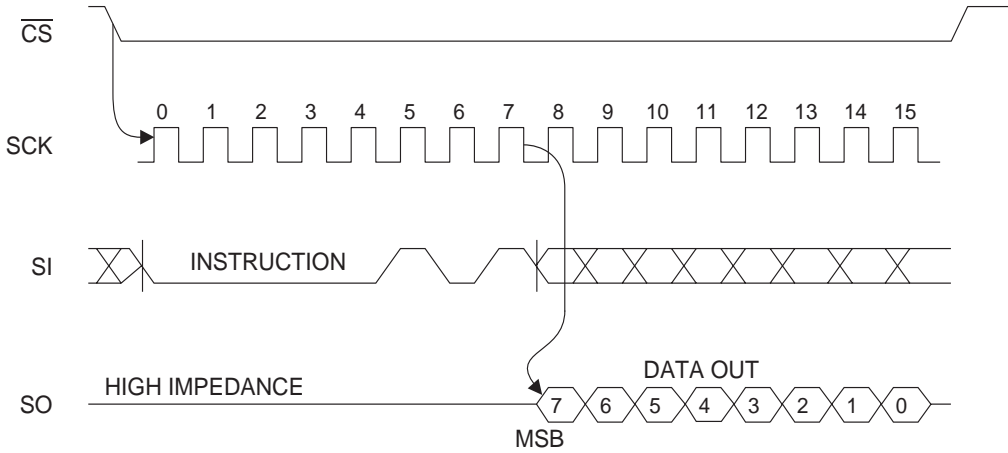 CS
0 1 2 3 4 5 6 7 8 9 10 11 12 13 14 15
SCK
SI
INSTRUCTION
DATA OUT
HIGH IMPEDANCE
SO
7 6 5 4 3 2 1 0
MSB